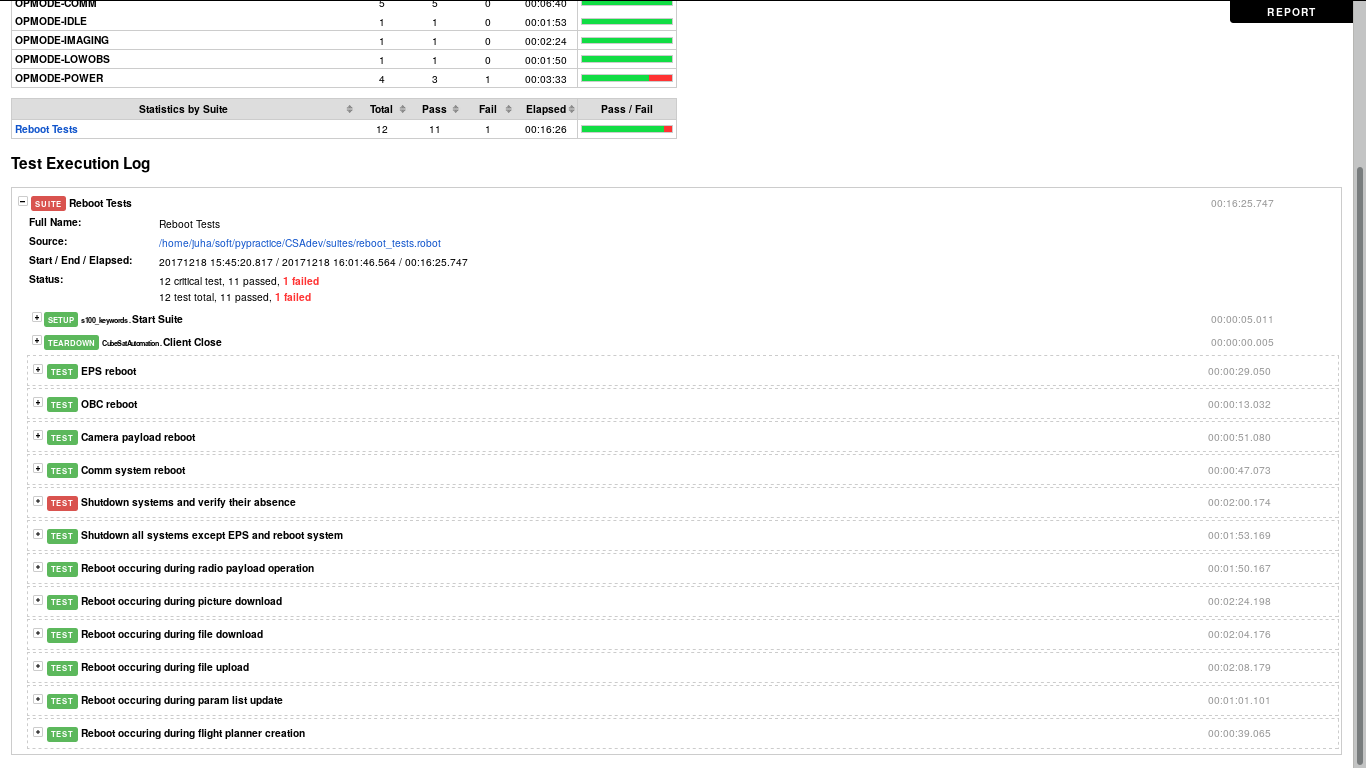 REPORT
OPMODE-COMM 5 5 0 00:06:40
OPMODE-IDLE 1 1 0 00:01:53
OPMODE-IMAGING 1 1 0 00:02:24
OPMODE-LOWOBS 1 1 0 00:01:50
OPMODE-POWER 4 3 1 00:03:33
Statistics by Suite Total Pass Fail Elapsed Pass / Fail
Reboot Tests 12 11 1 00:16:26
Test Execution Log
SUITE Reboot Tests 00:16:25.747
Full Name: Reboot Tests
Source: /home/juha/soft/pypractice/CSAdev/suites/reboot_tests.robot
Start / End / Elapsed: 20171218 15:45:20.817 / 20171218 16:01:46.564 / 00:16:25.747
Status: 12 critical test, 11 passed, 1 failed
12 test total, 11 passed, 1 failed
SETUP s100_keywords.Start Suite 00:00:05.011
TEARDOWN CubeSatAutomation.Client Close 00:00:00.005
TEST EPS reboot 00:00:29.050
TEST OBC reboot 00:00:13.032
TEST Camera payload reboot 00:00:51.080
TEST Comm system reboot 00:00:47.073
TEST Shutdown systems and verify their absence 00:02:00.174
TEST Shutdown all systems except EPS and reboot system 00:01:53.169
TEST Reboot occuring during radio payload operation 00:01:50.167
TEST Reboot occuring during picture download 00:02:24.198
TEST Reboot occuring during file download 00:02:04.176
TEST Reboot occuring during file upload 00:02:08.179
TEST Reboot occuring during param list update 00:01:01.101
TEST Reboot occuring during flight planner creation 00:00:39.065